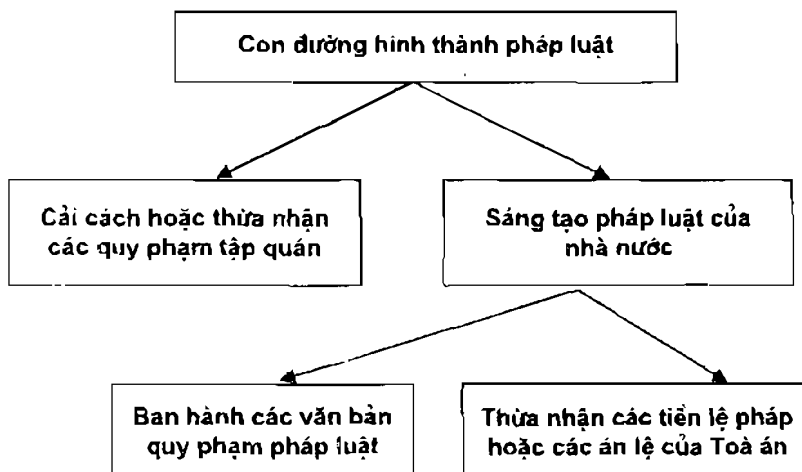 Con đường hình thành pháp luật
Cải cách hoặc thừa nhận
các quy phạm tập quán
Sáng tạo pháp luật của
nhà nước
Ban hành các văn bản
quy phạm pháp luật
Thừa nhận các tiền lệ pháp
hoặc các án lệ của Toà án